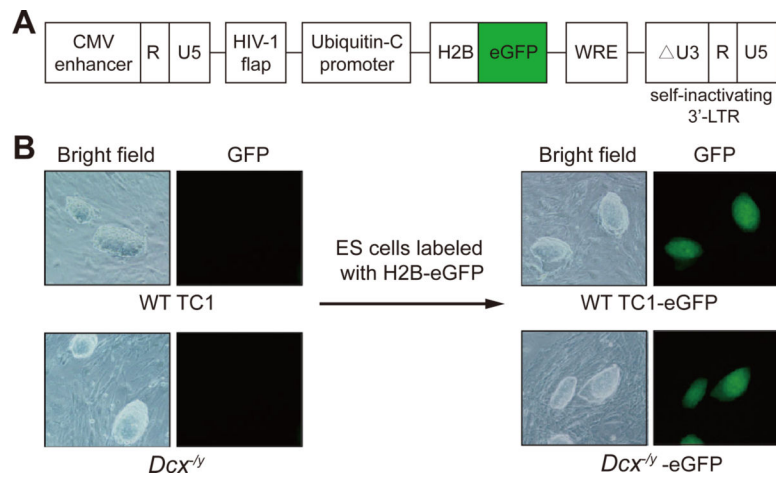 A
CMV enhancer R U5 HIV-1 flap Ubiquitin-C promoter H2B eGFP WRE △U3 R U5
self-inactivating
3'-LTR
B
Bright field GFP Bright field GFP
ES cells labeled
with H2B-eGFP
WT TC1 WT TC1-eGFP
Dcx-/y Dcx-/y -eGFP